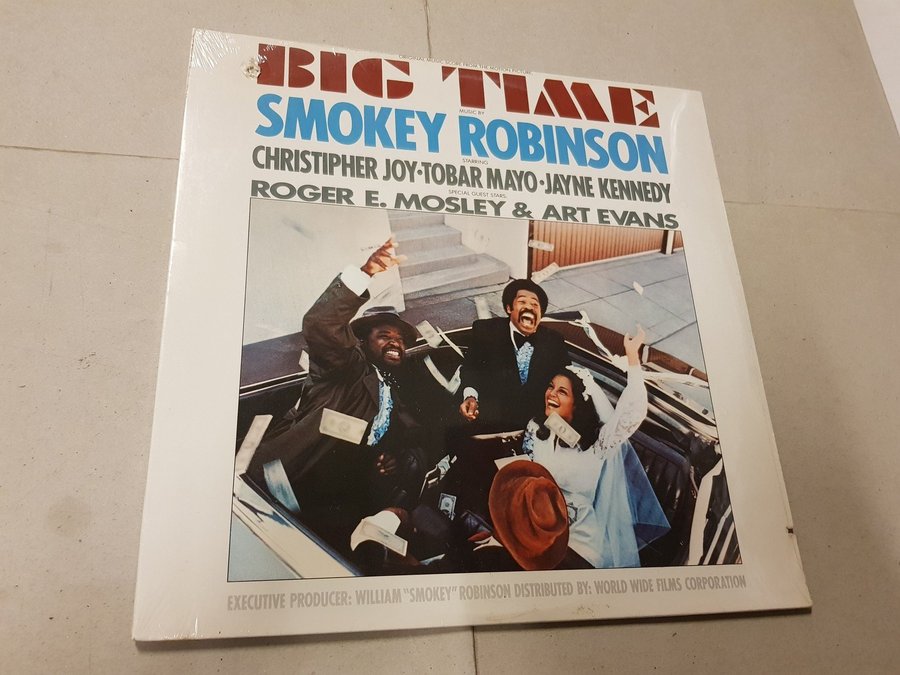 ORIGINAL MUSIC SCORE FROM THE MOTION PICTURE
BIG TIME
MUSIC BY
SMOKEY ROBINSON
STARRING
CHRISTIPHER JOY·TOBAR MAYO·JAYNE KENNEDY
SPECIAL GUEST STARS
ROGER E. MOSLEY & ART EVANS
EXECUTIVE PRODUCER: WILLIAM "SMOKEY" ROBINSON DISTRIBUTED BY: WORLD WIDE FILMS CORPORATION